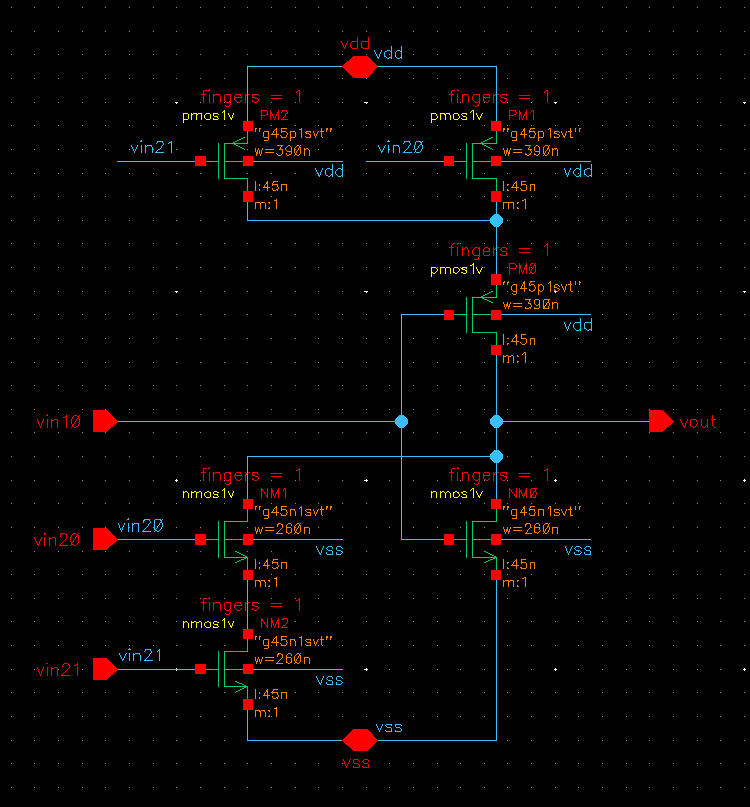 vdd
vdd
fingers = 1
fingers = 1
pmos1v PM2
pmos1v PM1
"g45p1svt"
"g45p1svt"
vin21
w=390n
vin20
w=390n
vdd
vdd
l:45n
l:45n
m:1
m:1
fingers = 1
pmos1v PM0
"g45p1svt"
w=390n
vdd
l:45n
m:1
vin10
vout
fingers = 1
fingers = 1
nmos1v NM1
nmos1v NM0
"g45n1svt"
"g45n1svt"
vin20
vin20
w=260n
w=260n
vss
vss
l:45n
l:45n
m:1
m:1
fingers = 1
nmos1v NM2
"g45n1svt"
vin21
vin21
w=260n
vss
l:45n
m:1
vss
vss